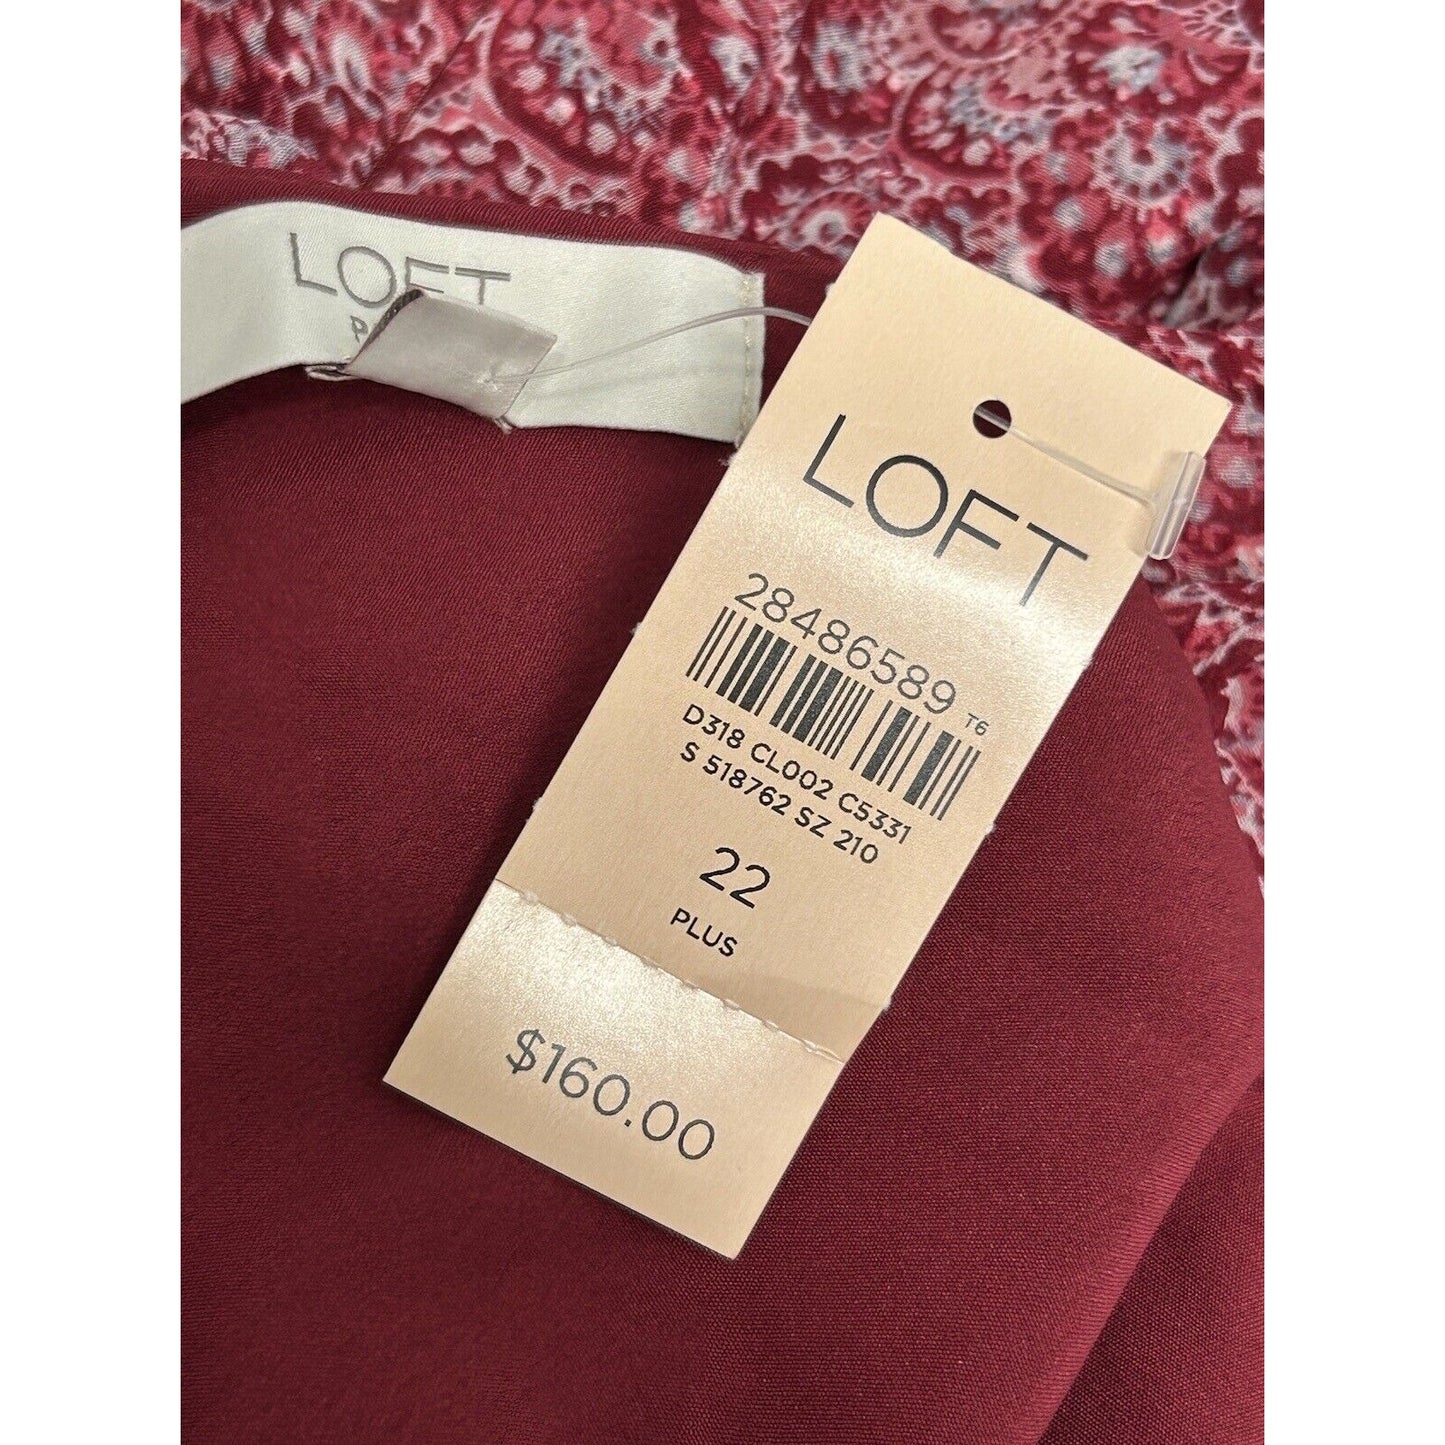 LOFT
LOFT
28486589 T6
D318 CL002 C5331
S 518762 SZ 210
22
PLUS
$160.00